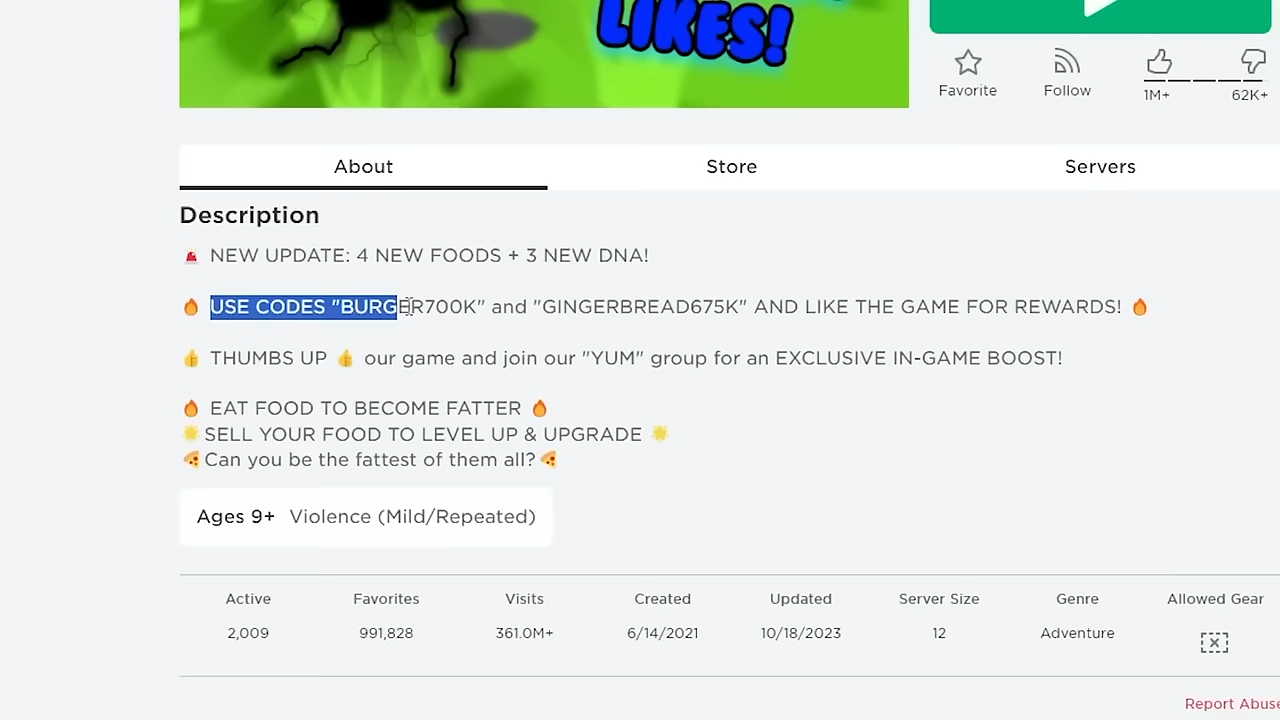 LIKES!
Favorite Follow 1M+ 62K+
About Store Servers
Description
🚨 NEW UPDATE: 4 NEW FOODS + 3 NEW DNA!
🔥 USE CODES "BURGER700K" and "GINGERBREAD675K" AND LIKE THE GAME FOR REWARDS! 🔥
👍 THUMBS UP 👍 our game and join our "YUM" group for an EXCLUSIVE IN-GAME BOOST!
🔥 EAT FOOD TO BECOME FATTER 🔥
🌟SELL YOUR FOOD TO LEVEL UP & UPGRADE 🌟
🍕Can you be the fattest of them all?🍕
Ages 9+ Violence (Mild/Repeated)
Active Favorites Visits Created Updated Server Size Genre Allowed Gear
2,009 991,828 361.0M+ 6/14/2021 10/18/2023 12 Adventure
Report Abuse